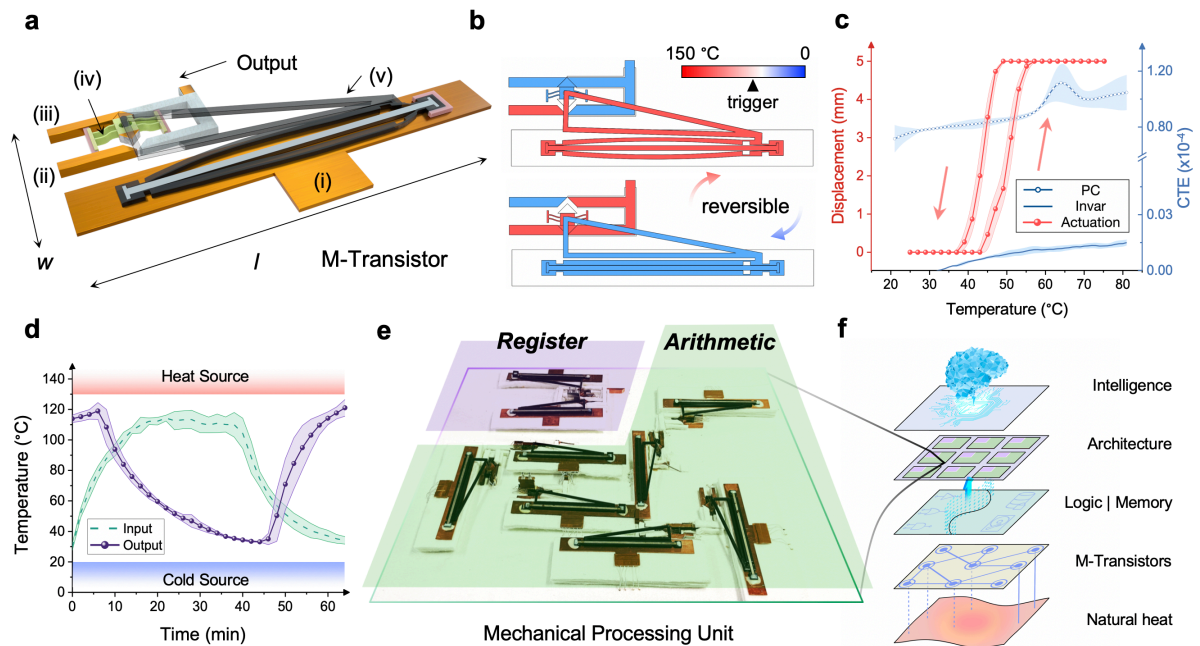 a
Output
(iv)
(v)
(iii)
(ii)
(i)
w
l
M-Transistor
b
150 °C
0
trigger
reversible
c
Displacement (mm)
5
4
3
2
1
0
20
30
40
50
60
70
80
Temperature (°C)
CTE (x10-4)
1.20
0.80
0.03
0.00
PC
Invar
Actuation
d
Temperature (°C)
140
120
100
80
60
40
20
0
Heat Source
Input
Output
Cold Source
0
10
20
30
40
50
60
Time (min)
e
Register
Arithmetic
Mechanical Processing Unit
f
Intelligence
Architecture
Logic | Memory
M-Transistors
Natural heat